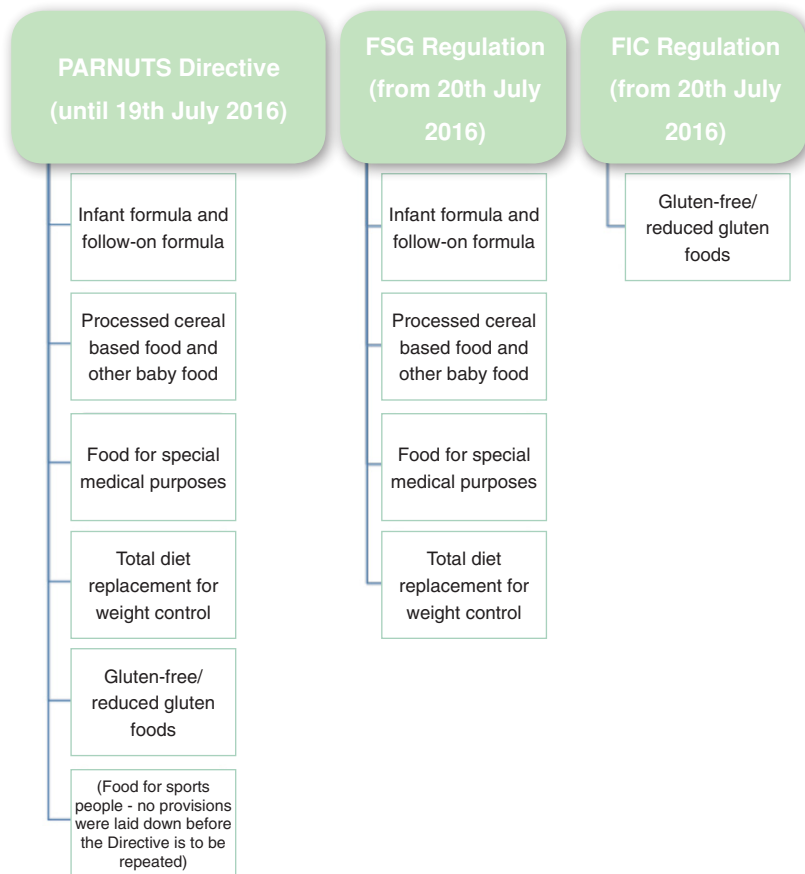 PARNUTS Directive
(until 19th July 2016)
Infant formula and
follow-on formula
Processed cereal
based food and
other baby food
Food for special
medical purposes
Total diet
replacement for
weight control
Gluten-free/
reduced gluten
foods
(Food for sports
people - no provisions
were laid down before
the Directive is to be
repeated)
FSG Regulation
(from 20th July
2016)
Infant formula and
follow-on formula
Processed cereal
based food and
other baby food
Food for special
medical purposes
Total diet
replacement for
weight control
FIC Regulation
(from 20th July
2016)
Gluten-free/
reduced gluten
foods